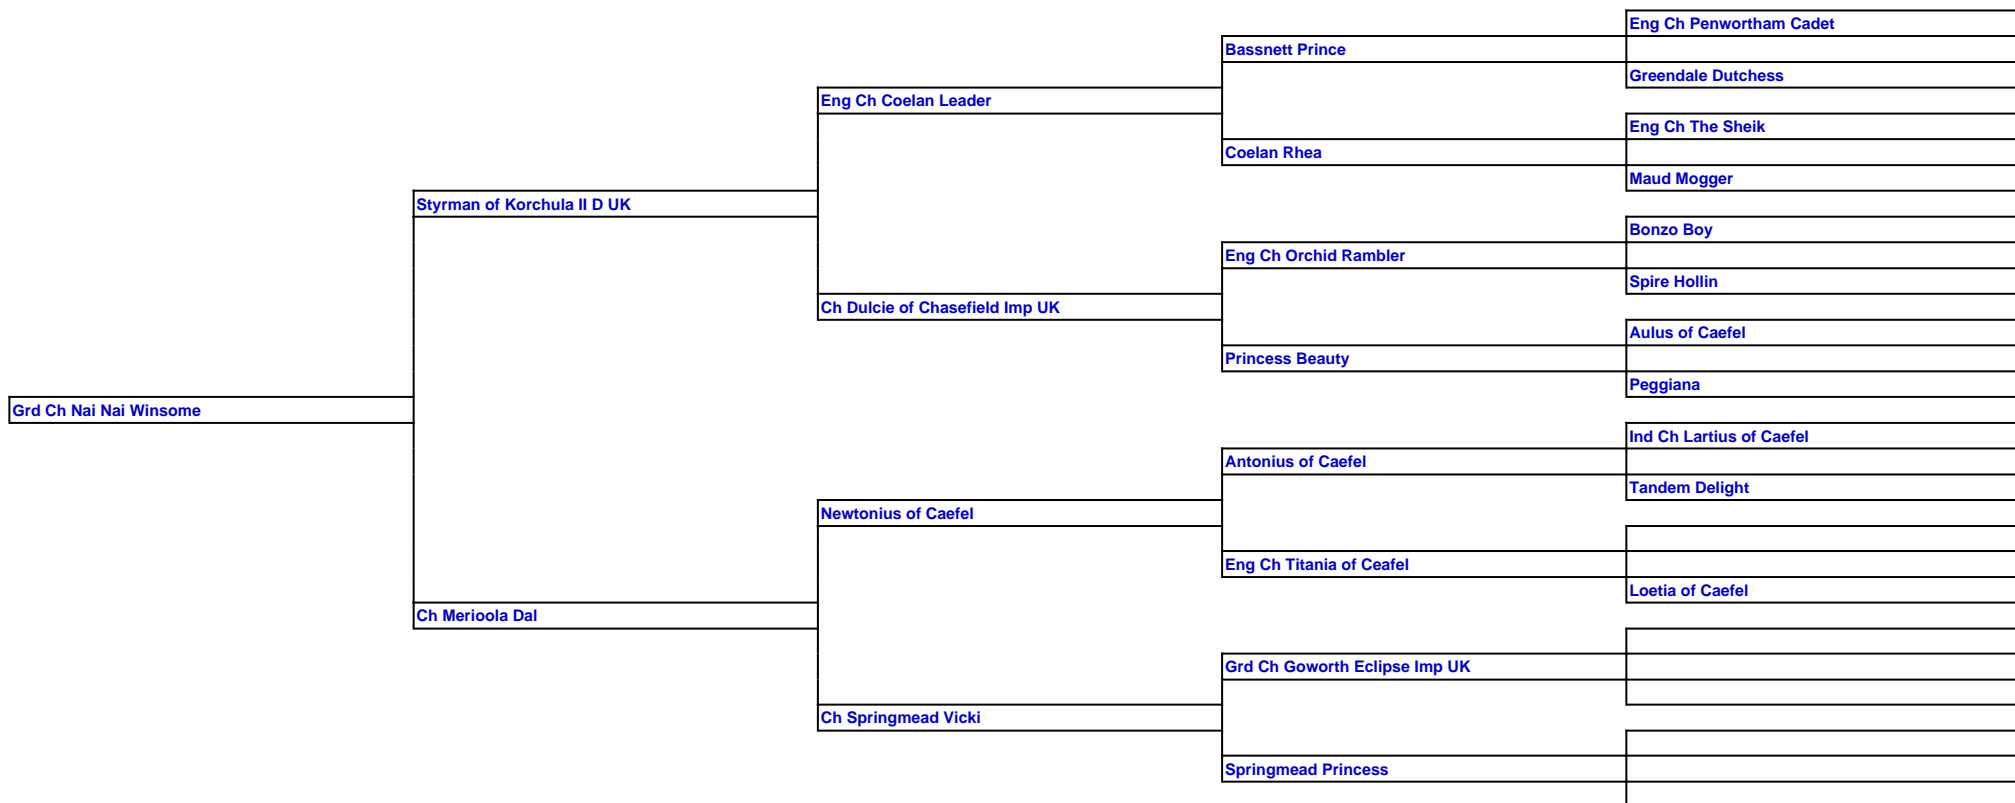 Eng Ch Penwortham Cadet
Bassnett Prince
Greendale Dutchess
Eng Ch Coelan Leader
Eng Ch The Sheik
Coelan Rhea
Maud Mogger
Styrman of Korchula II D UK
Bonzo Boy
Eng Ch Orchid Rambler
Spire Hollin
Ch Dulcie of Chasefield Imp UK
Aulus of Caefel
Princess Beauty
Peggiana
Grd Ch Nai Nai Winsome
Ind Ch Lartius of Caefel
Antonius of Caefel
Tandem Delight
Newtonius of Caefel
Eng Ch Titania of Ceafel
Loetia of Caefel
Ch Merioola Dal
Grd Ch Goworth Eclipse Imp UK
Ch Springmead Vicki
Springmead Princess